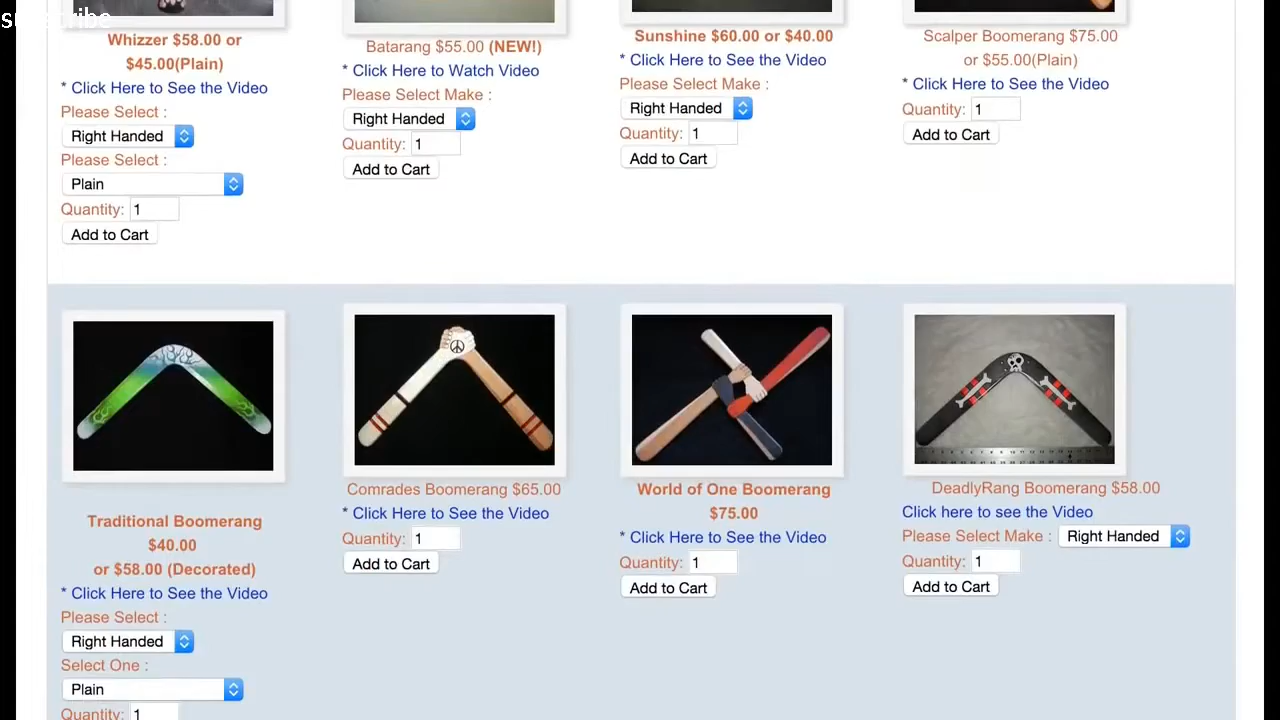 subscribe
Whizzer $58.00 or
$45.00(Plain)
* Click Here to See the Video
Please Select :
Right Handed
Please Select :
Plain
Quantity: 1
Add to Cart
Batarang $55.00 (NEW!)
* Click Here to Watch Video
Please Select Make :
Right Handed
Quantity: 1
Add to Cart
Sunshine $60.00 or $40.00
* Click Here to See the Video
Please Select Make :
Right Handed
Quantity: 1
Add to Cart
Scalper Boomerang $75.00
or $55.00(Plain)
* Click Here to See the Video
Quantity: 1
Add to Cart
Traditional Boomerang
$40.00
or $58.00 (Decorated)
* Click Here to See the Video
Please Select :
Right Handed
Select One :
Plain
Quantity: 1
Comrades Boomerang $65.00
* Click Here to See the Video
Quantity: 1
Add to Cart
World of One Boomerang
$75.00
* Click Here to See the Video
Quantity: 1
Add to Cart
DeadlyRang Boomerang $58.00
Click here to see the Video
Please Select Make : Right Handed
Quantity: 1
Add to Cart